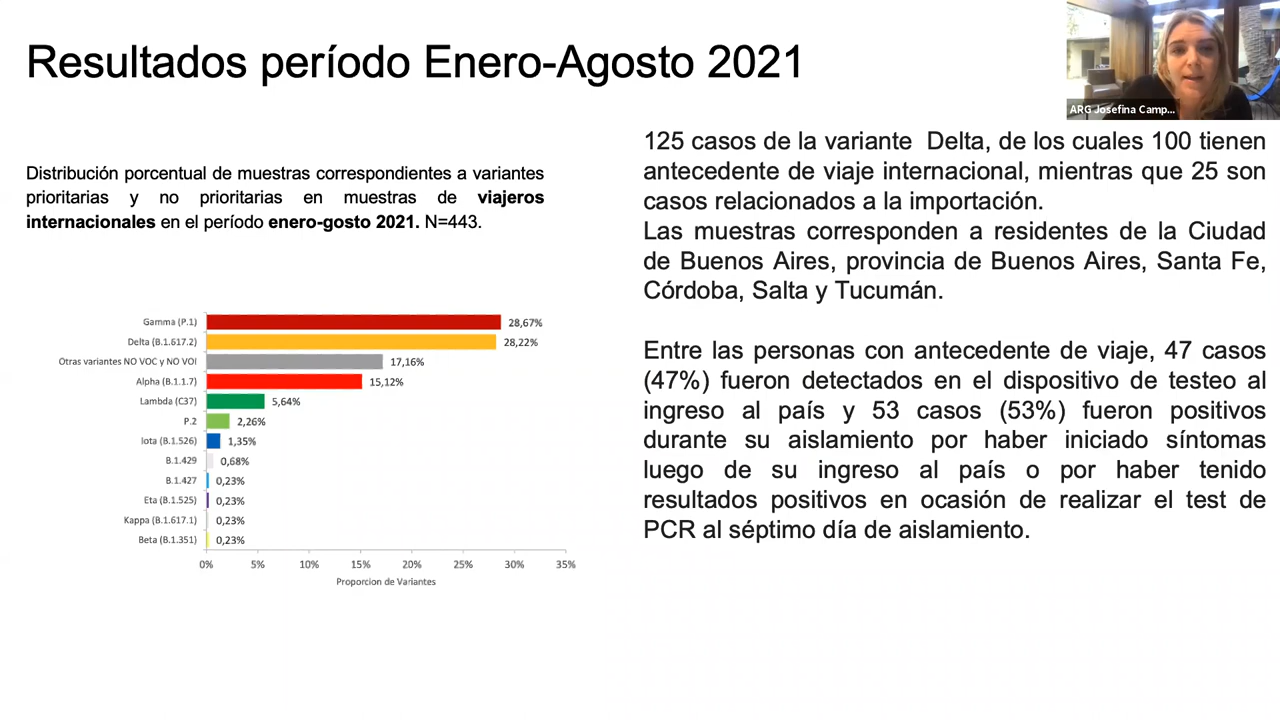 Resultados período Enero-Agosto 2021
ARG Josefina Camp...
Distribución porcentual de muestras correspondientes a variantes
prioritarias y no prioritarias en muestras de viajeros
internacionales en el período enero-gosto 2021. N=443.
Gamma (P.1) 28,67%
Delta (B.1.617.2) 28,22%
Otras variantes NO VOC y NO VOI 17,16%
Alpha (B.1.1.7) 15,12%
Lambda (C37) 5,64%
P.2 2,26%
Iota (B.1.526) 1,35%
B.1.429 0,68%
B.1.427 0,23%
Eta (B.1.525) 0,23%
Kappa (B.1.617.1) 0,23%
Beta (B.1.351) 0,23%
0% 5% 10% 15% 20% 25% 30% 35%
Proporcion de Variantes
125 casos de la variante Delta, de los cuales 100 tienen
antecedente de viaje internacional, mientras que 25 son
casos relacionados a la importación.
Las muestras corresponden a residentes de la Ciudad
de Buenos Aires, provincia de Buenos Aires, Santa Fe,
Córdoba, Salta y Tucumán.
Entre las personas con antecedente de viaje, 47 casos
(47%) fueron detectados en el dispositivo de testeo al
ingreso al país y 53 casos (53%) fueron positivos
durante su aislamiento por haber iniciado síntomas
luego de su ingreso al país o por haber tenido
resultados positivos en ocasión de realizar el test de
PCR al séptimo día de aislamiento.